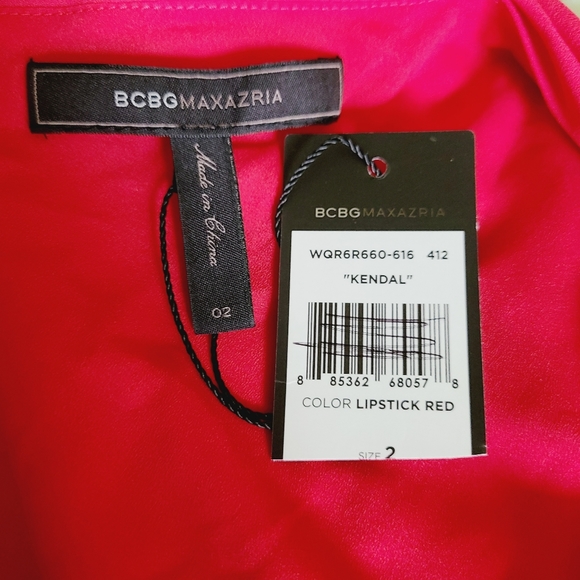 BCBGMAXAZRIA
Made in China
02
BCBGMAXAZRIA
WQR6R660-616 412
"KENDAL"
8 85362 68057 8
COLOR LIPSTICK RED
SIZE 2